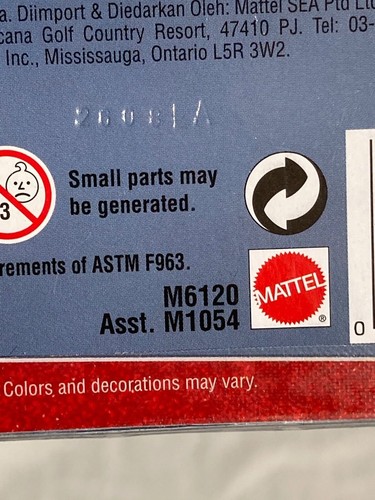 a. Diimport & Diedarkan Oleh: Mattel SEA Ptd Ltd
cana Golf Country Resort, 47410 PJ. Tel: 03-
Inc., Mississauga, Ontario L5R 3W2.
Small parts may
be generated.
3
rements of ASTM F963.
M6120
Asst. M1054
MATTEL
®
0
Colors and decorations may vary.